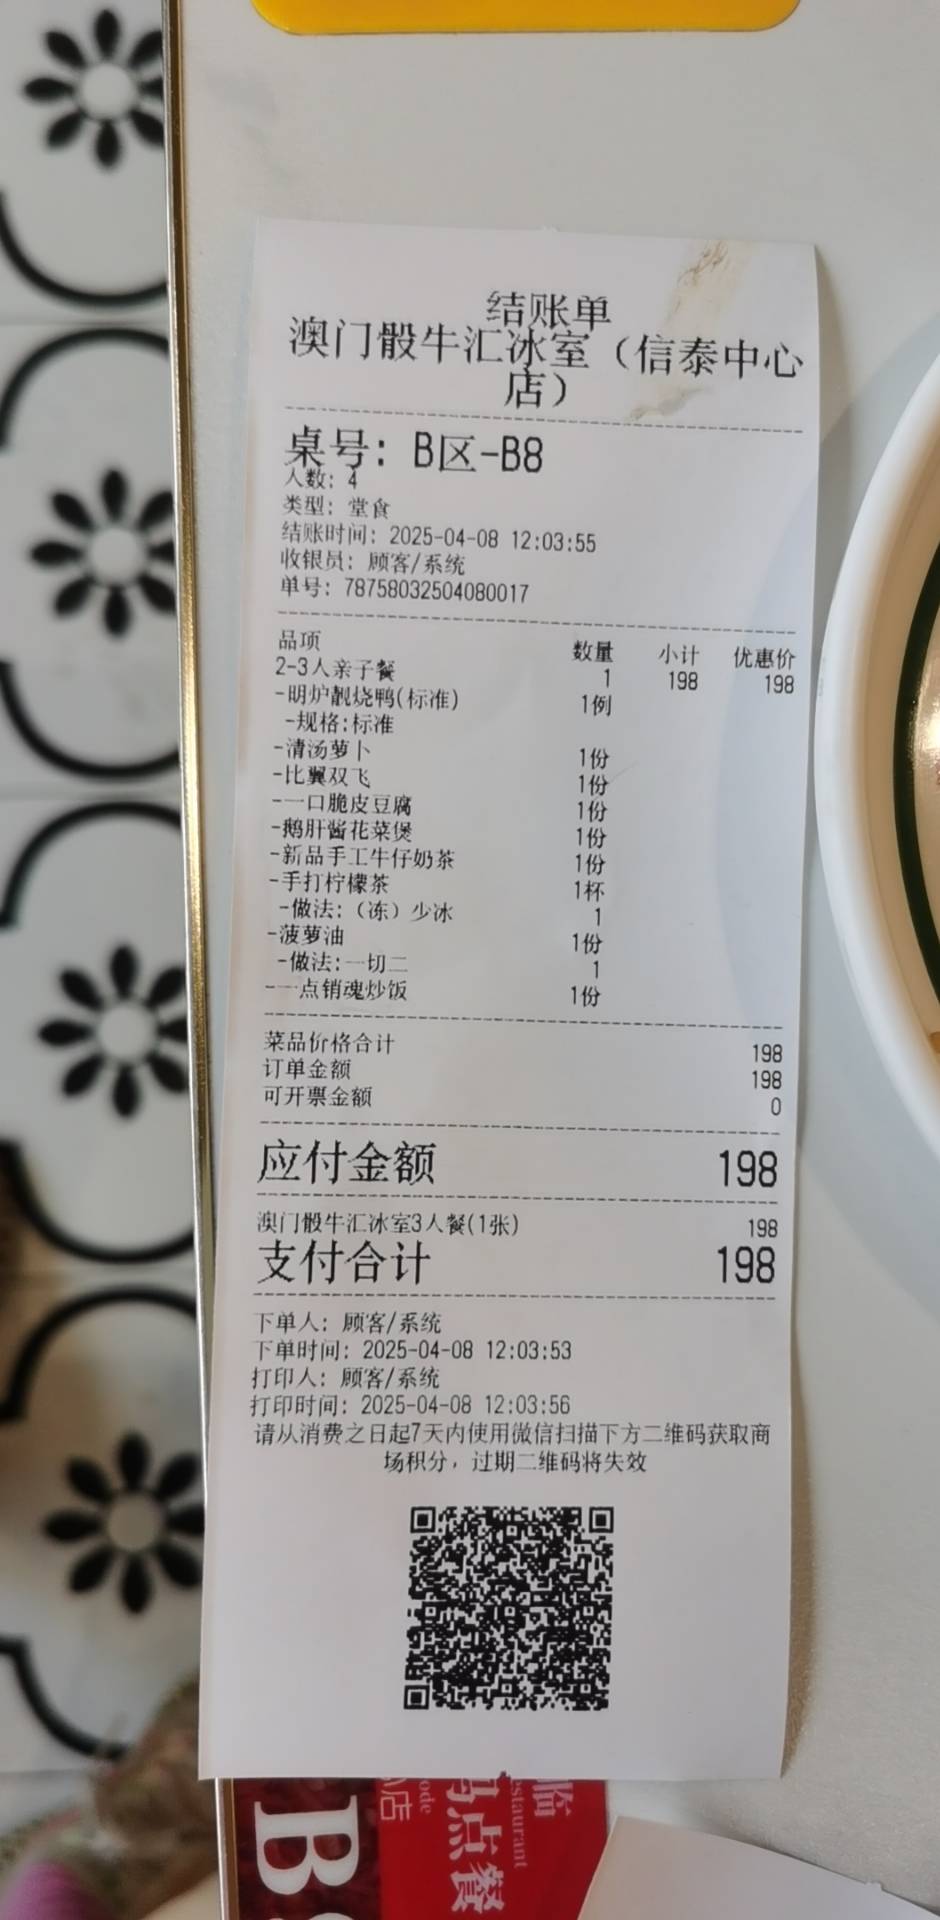 结账单
澳门骰牛汇冰室（信泰中心
店）
桌号: B区-B8
人数: 4
类型: 堂食
结账时间: 2025-04-08 12:03:55
收银员: 顾客/系统
单号: 78758032504080017
品项 数量 小计 优惠价
2-3人亲子餐 1 198 198
-明炉靓烧鸭(标准) 1例
-规格:标准
-清汤萝卜 1份
-比翼双飞 1份
-一口脆皮豆腐 1份
-鹅肝酱花菜煲 1份
-新品手工牛仔奶茶 1份
-手打柠檬茶 1杯
-做法:（冻）少冰 1
-菠萝油 1份
-做法:一切二 1
-一点销魂炒饭 1份
菜品价格合计 198
订单金额 198
可开票金额 0
应付金额 198
澳门骰牛汇冰室3人餐(1张) 198
支付合计 198
下单人: 顾客/系统
下单时间: 2025-04-08 12:03:53
打印人: 顾客/系统
打印时间: 2025-04-08 12:03:56
请从消费之日起7天内使用微信扫描下方二维码获取商
场积分，过期二维码将失效
临
estaurant
码点餐
ode
店
B